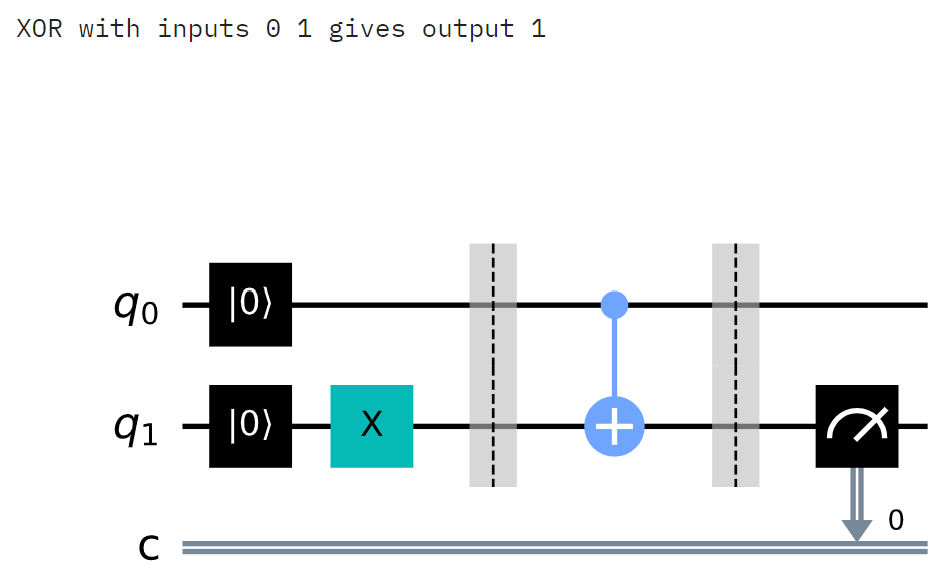 XOR with inputs 0 1 gives output 1
q0 |0⟩
q1 |0⟩ X
0
c